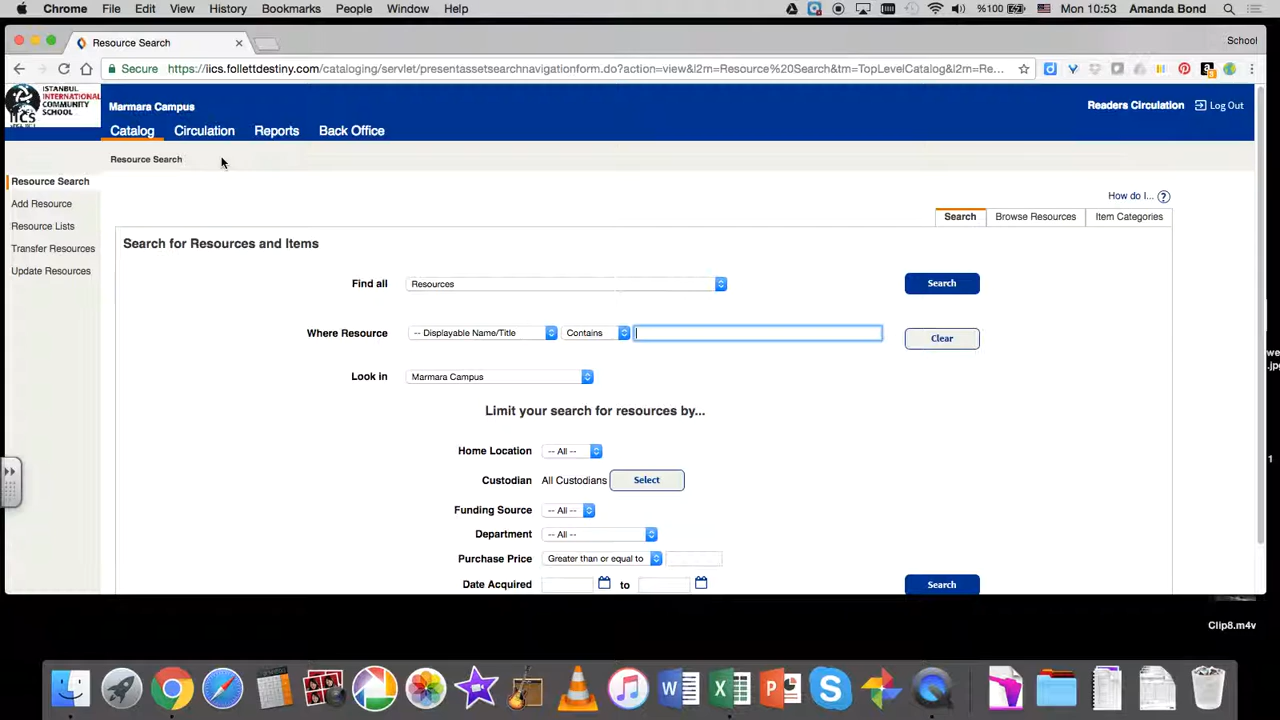 Chrome File Edit View History Bookmarks People Window Help %100 Mon 10:53 Amanda Bond
Resource Search School
Secure https://iics.follettdestiny.com/cataloging/servlet/presentassetsearchnavigationform.do?action=view&l2m=Resource%20Search&tm=TopLevelCatalog&l2m=Re...
ISTANBUL
INTERNATIONAL
COMMUNITY
SCHOOL
IICS
Marmara Campus Readers Circulation Log Out
Catalog Circulation Reports Back Office
Resource Search
Resource Search
Add Resource
Resource Lists
Transfer Resources
Update Resources
How do I... ?
Search Browse Resources Item Categories
Search for Resources and Items
Find all Resources Search
Where Resource -- Displayable Name/Title Contains Clear
Look in Marmara Campus
Limit your search for resources by...
Home Location -- All --
Custodian All Custodians Select
Funding Source -- All --
Department -- All --
Purchase Price Greater than or equal to
Date Acquired to Search
we
.jpg
1
Clip8.m4v